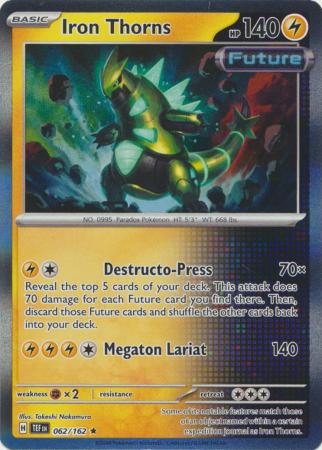 BASIC
Iron Thorns
HP 140
Future
NO. 0995 Paradox Pokémon HT: 5'3" WT: 668 lbs
Destructo-Press 70×
Reveal the top 5 cards of your deck. This attack does
70 damage for each Future card you find there. Then,
discard those Future cards and shuffle the other cards back
into your deck.
Megaton Lariat 140
weakness ×2 resistance retreat
Illus. Takeshi Nakamura
Some of its notable features match those
of an object named within a certain
expedition journal as Iron Thorns.
H TEF EN 062/162 ★